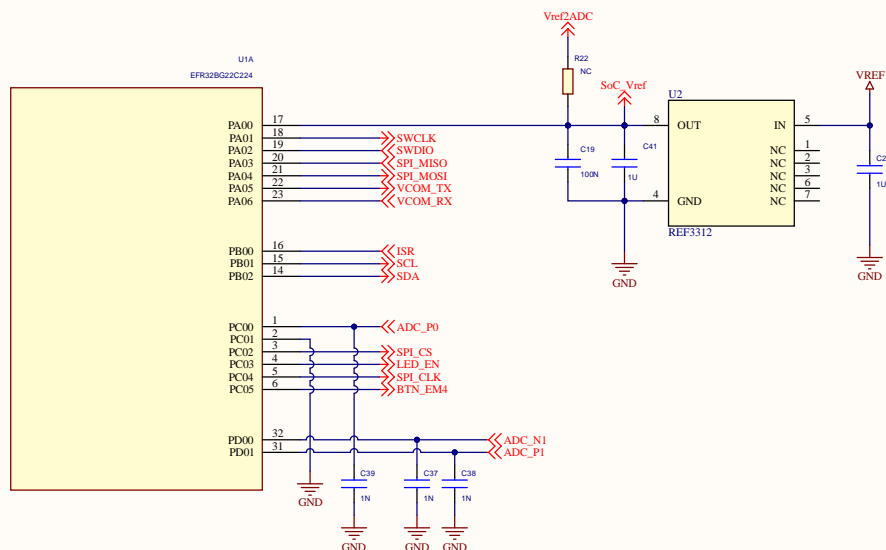 Vref2ADC
U1A
EFR32BG22C224
R22
NC
SoC_Vref
U2
VREF
PA00 17
PA01 18 SWCLK
PA02 19 SWDIO
PA03 20 SPI_MISO
PA04 21 SPI_MOSI
PA05 22 VCOM_TX
PA06 23 VCOM_RX
8 OUT IN 5
NC 1
NC 2
NC 3
NC 6
NC 7
4 GND
REF3312
C19
100N
C41
1U
C2
1U
GND
GND
PB00 16 ISR
PB01 15 SCL
PB02 14 SDA
PC00 1 ADC_P0
PC01 2
PC02 3 SPI_CS
PC03 4 LED_EN
PC04 5 SPI_CLK
PC05 6 BTN_EM4
PD00 32 ADC_N1
PD01 31 ADC_P1
C39
1N
C37
1N
C38
1N
GND
GND
GND
GND